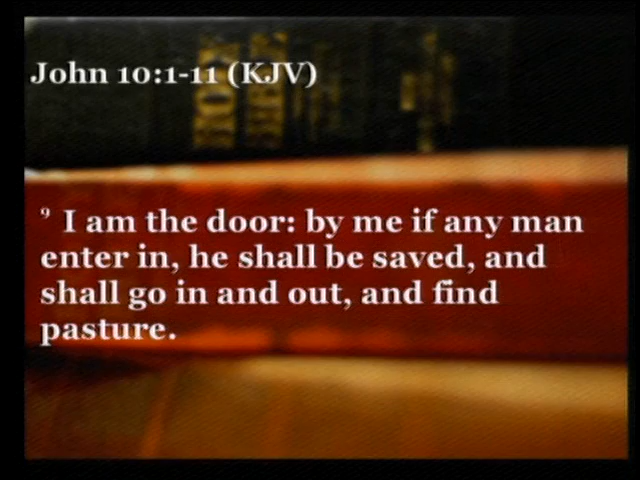 John 10:1-11 (KJV)
⁹ I am the door: by me if any man
enter in, he shall be saved, and
shall go in and out, and find
pasture.